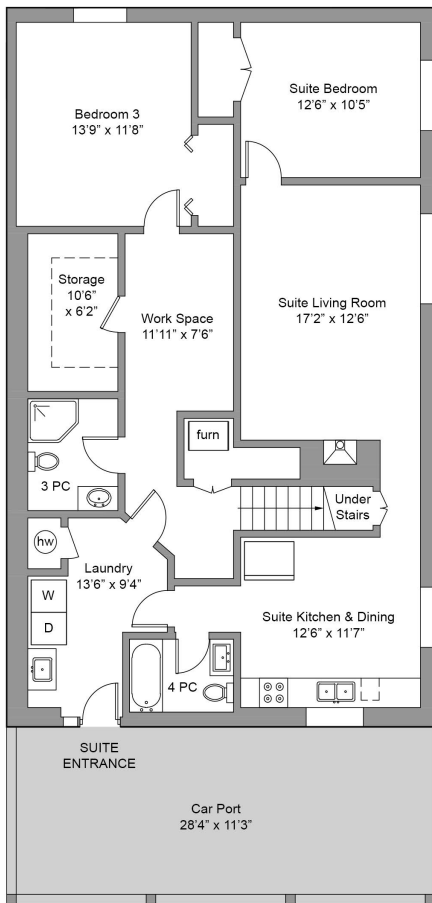 Bedroom 3
13’9” x 11’8”
Suite Bedroom
12’6” x 10’5”
Storage
10’6”
x 6’2”
Work Space
11’11” x 7’6”
Suite Living Room
17’2” x 12’6”
furn
3 PC
Under
Stairs
hw
Laundry
13’6” x 9’4”
W
D
Suite Kitchen & Dining
12’6” x 11’7”
4 PC
SUITE
ENTRANCE
Car Port
28’4” x 11’3”